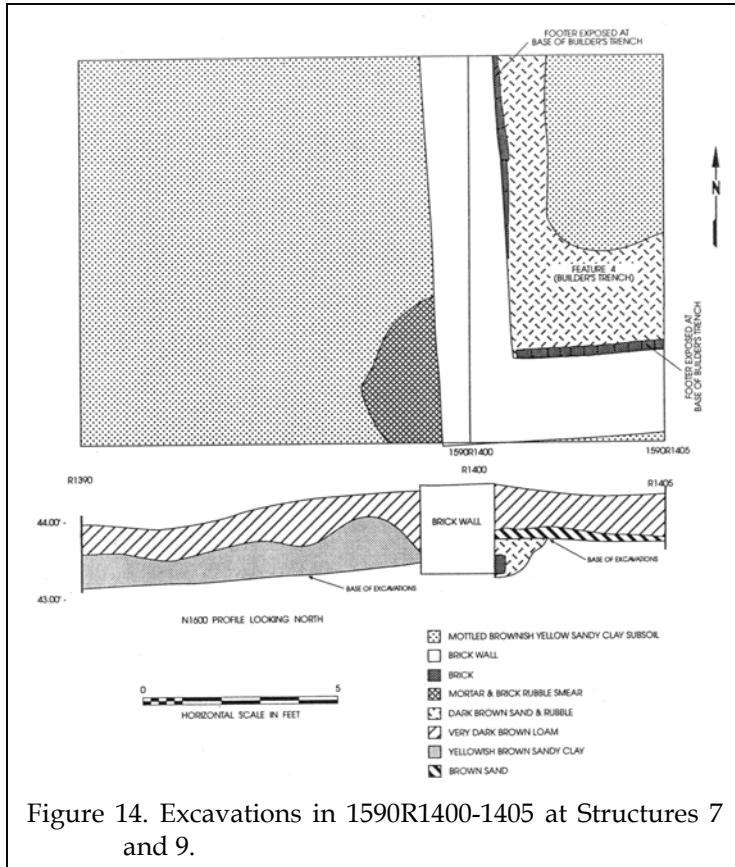 FOOTER EXPOSED AT
BASE OF BUILDER'S TRENCH
N
FEATURE 4
(BUILDER'S TRENCH)
FOOTER EXPOSED AT
BASE OF BUILDER'S TRENCH
1590R1400
1590R1405
R1390
R1400
R1405
44.00' -
BRICK WALL
BASE OF EXCAVATIONS
BASE OF EXCAVATIONS
43.00' -
N1600 PROFILE LOOKING NORTH
MOTTLED BROWNISH YELLOW SANDY CLAY SUBSOIL
BRICK WALL
BRICK
MORTAR & BRICK RUBBLE SMEAR
DARK BROWN SAND & RUBBLE
VERY DARK BROWN LOAM
YELLOWISH BROWN SANDY CLAY
BROWN SAND
0 5
HORIZONTAL SCALE IN FEET
Figure 14. Excavations in 1590R1400-1405 at Structures 7
and 9.